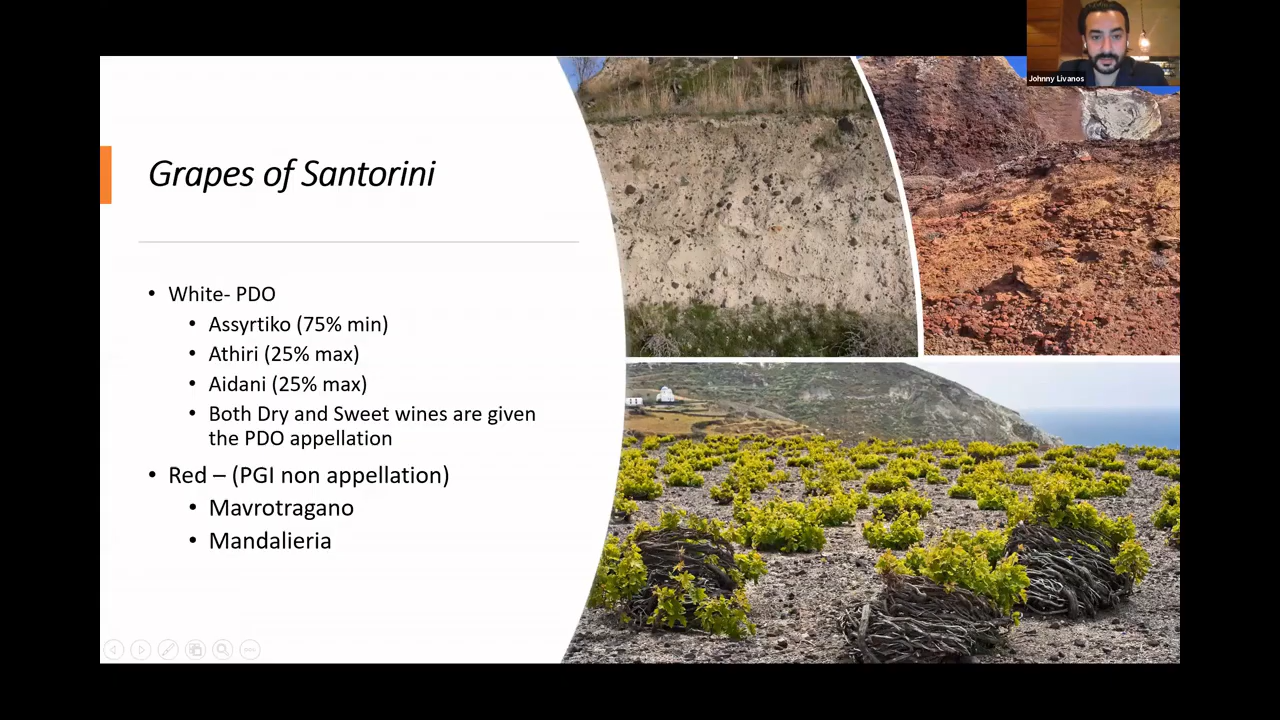 Johnny Livanos
Grapes of Santorini
• White- PDO
• Assyrtiko (75% min)
• Athiri (25% max)
• Aidani (25% max)
• Both Dry and Sweet wines are given
the PDO appellation
• Red – (PGI non appellation)
• Mavrotragano
• Mandalieria